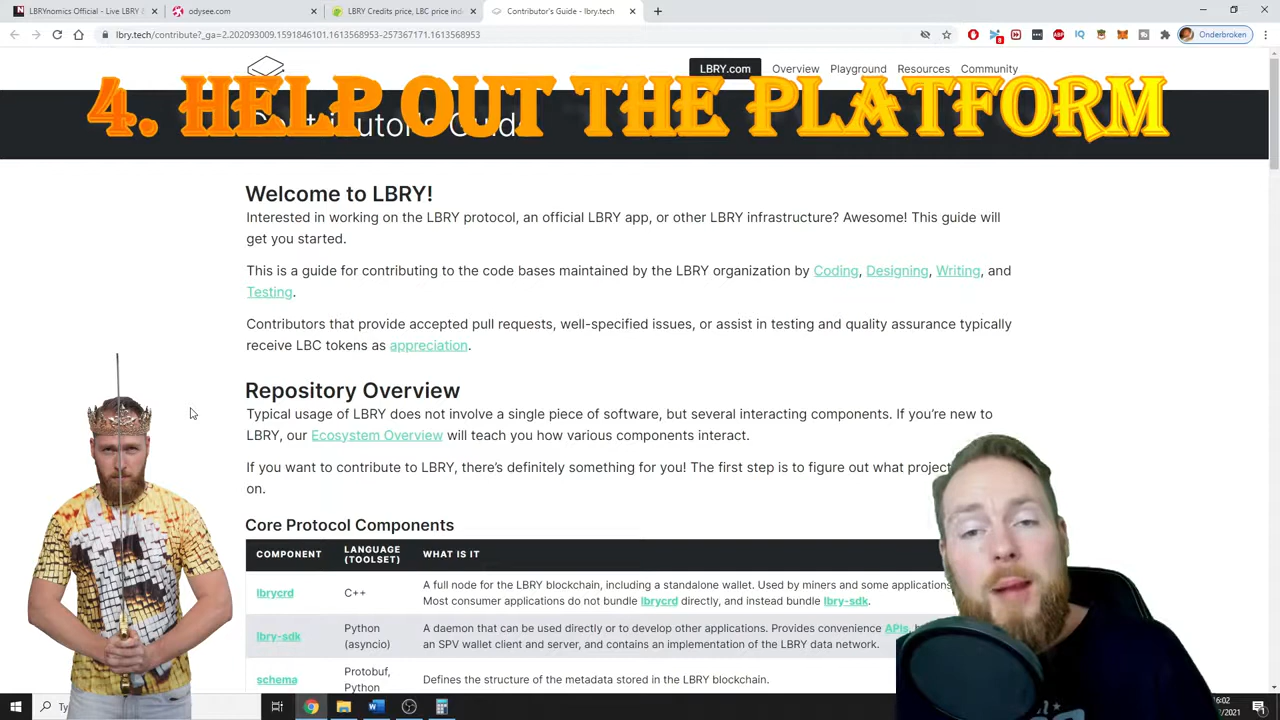 LBRYnomics Official - Live LBRY &
odysee.com
LBRY Credits price, LBC price ind
Contributor's Guide - lbry.tech
lbry.tech/contribute?_ga=2.202093009.1591846101.1613568953-257367171.1613568953
8
ABP
IQ
Onderbroken
LBRY.com
Overview
Playground
Resources
Community
4. HELP OUT THE PLATFORM
Contributor's Guide
Welcome to LBRY!
Interested in working on the LBRY protocol, an official LBRY app, or other LBRY infrastructure? Awesome! This guide will
get you started.
This is a guide for contributing to the code bases maintained by the LBRY organization by Coding, Designing, Writing, and
Testing.
Contributors that provide accepted pull requests, well-specified issues, or assist in testing and quality assurance typically
receive LBC tokens as appreciation.
Repository Overview
Typical usage of LBRY does not involve a single piece of software, but several interacting components. If you're new to
LBRY, our Ecosystem Overview will teach you how various components interact.
If you want to contribute to LBRY, there's definitely something for you! The first step is to figure out what project
on.
Core Protocol Components
COMPONENT
LANGUAGE
(TOOLSET)
WHAT IS IT
lbrycrd
C++
A full node for the LBRY blockchain, including a standalone wallet. Used by miners and some applications
Most consumer applications do not bundle lbrycrd directly, and instead bundle lbry-sdk.
lbry-sdk
Python
(asyncio)
A daemon that can be used directly or to develop other applications. Provides convenience APIs,
an SPV wallet client and server, and contains an implementation of the LBRY data network.
schema
Protobuf,
Python
Defines the structure of the metadata stored in the LBRY blockchain.
Ty
16:02
/2021